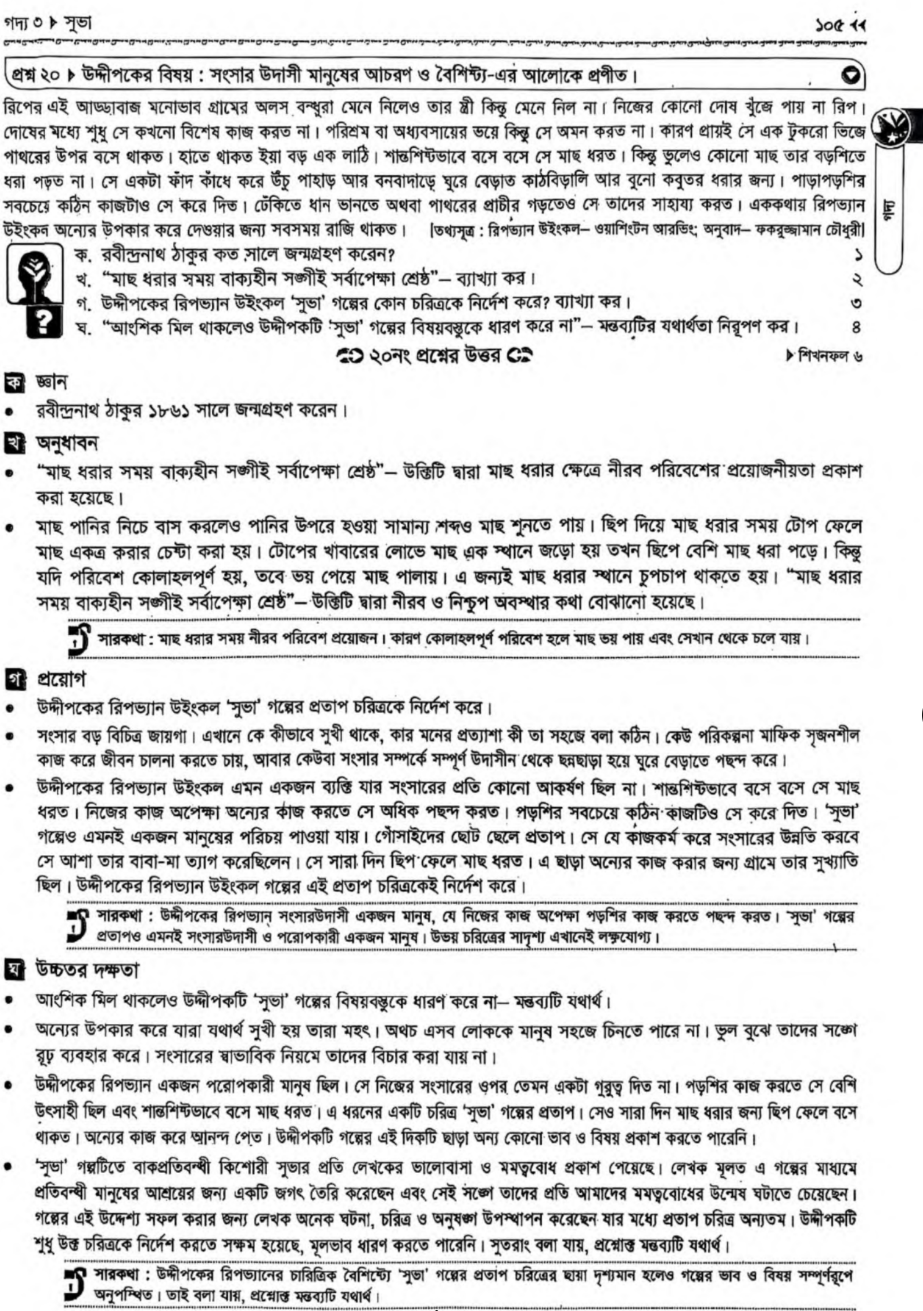 গদ্য ৩ ▶ সুভা
১০৫
প্রশ্ন ২০ ▶ উদ্দীপকের বিষয় : সংসার উদাসী মানুষের আচরণ ও বৈশিষ্ট্য-এর আলোকে প্রণীত।
রিপের এই আড্ডাবাজ মনোভাব গ্রামের অলস বন্ধুরা মেনে নিলেও তার স্ত্রী কিন্তু মেনে নিল না। নিজের কোনো দোষ খুঁজে পায় না রিপ।
দোষের মধ্যে শুধু সে কখনো বিশেষ কাজ করত না। পরিশ্রম বা অধ্যবসায়ের ভয়ে কিন্তু সে অমন করত না। কারণ প্রায়ই সে এক টুকরো ভিজে
পাথরের উপর বসে থাকত। হাতে থাকত ইয়া বড় এক লাঠি। শান্তশিষ্টভাবে বসে বসে সে মাছ ধরত। কিন্তু ভুলেও কোনো মাছ তার বড়শিতে
ধরা পড়ত না। সে একটা ফাঁদ কাঁধে করে উঁচু পাহাড় আর বনবাদাড়ে ঘুরে বেড়াত কাঠবিড়ালি আর বুনো কবুতর ধরার জন্য। পাড়াপড়শির
সবচেয়ে কঠিন কাজটাও সে করে দিত। ঢেঁকিতে ধান ভানতে অথবা পাথরের প্রাচীর গড়তেও সে তাদের সাহায্য করত। এককথায় রিপভ্যান
উইংকল অন্যের উপকার করে দেওয়ার জন্য সবসময় রাজি থাকত। [তথ্যসূত্র : রিপভ্যান উইংকল– ওয়াশিংটন আরভিং; অনুবাদ– ফকরুজ্জামান চৌধুরী]
গদ্য
ক. রবীন্দ্রনাথ ঠাকুর কত সালে জন্মগ্রহণ করেন? ১
খ. “মাছ ধরার সময় বাক্যহীন সঙ্গীই সর্বাপেক্ষা শ্রেষ্ঠ”– ব্যাখ্যা কর। ২
গ. উদ্দীপকের রিপভ্যান উইংকল ‘সুভা’ গল্পের কোন চরিত্রকে নির্দেশ করে? ব্যাখ্যা কর। ৩
ঘ. “আংশিক মিল থাকলেও উদ্দীপকটি ‘সুভা’ গল্পের বিষয়বস্তুকে ধারণ করে না”– মন্তব্যটির যথার্থতা নিরূপণ কর। ৪
২০নং প্রশ্নের উত্তর
▶ শিখনফল ৬
ক জ্ঞান
• রবীন্দ্রনাথ ঠাকুর ১৮৬১ সালে জন্মগ্রহণ করেন।
খ অনুধাবন
• “মাছ ধরার সময় বাক্যহীন সঙ্গীই সর্বাপেক্ষা শ্রেষ্ঠ”– উক্তিটি দ্বারা মাছ ধরার ক্ষেত্রে নীরব পরিবেশের প্রয়োজনীয়তা প্রকাশ
করা হয়েছে।
• মাছ পানির নিচে বাস করলেও পানির উপরে হওয়া সামান্য শব্দও মাছ শুনতে পায়। ছিপ দিয়ে মাছ ধরার সময় টোপ ফেলে
মাছ একত্র করার চেষ্টা করা হয়। টোপের খাবারের লোভে মাছ এক স্থানে জড়ো হয় তখন ছিপে বেশি মাছ ধরা পড়ে। কিন্তু
যদি পরিবেশ কোলাহলপূর্ণ হয়, তবে ভয় পেয়ে মাছ পালায়। এ জন্যই মাছ ধরার স্থানে চুপচাপ থাকতে হয়। “মাছ ধরার
সময় বাক্যহীন সঙ্গীই সর্বাপেক্ষা শ্রেষ্ঠ”– উক্তিটি দ্বারা নীরব ও নিশ্চুপ অবস্থার কথা বোঝানো হয়েছে।
সারকথা : মাছ ধরার সময় নীরব পরিবেশ প্রয়োজন। কারণ কোলাহলপূর্ণ পরিবেশ হলে মাছ ভয় পায় এবং সেখান থেকে চলে যায়।
গ প্রয়োগ
• উদ্দীপকের রিপভ্যান উইংকল ‘সুভা’ গল্পের প্রতাপ চরিত্রকে নির্দেশ করে।
• সংসার বড় বিচিত্র জায়গা। এখানে কে কীভাবে সুখী থাকে, কার মনের প্রত্যাশা কী তা সহজে বলা কঠিন। কেউ পরিকল্পনা মাফিক সৃজনশীল
কাজ করে জীবন চালনা করতে চায়, আবার কেউবা সংসার সম্পর্কে সম্পূর্ণ উদাসীন থেকে ছন্নছাড়া হয়ে ঘুরে বেড়াতে পছন্দ করে।
• উদ্দীপকের রিপভ্যান উইংকল এমন একজন ব্যক্তি যার সংসারের প্রতি কোনো আকর্ষণ ছিল না। শান্তশিষ্টভাবে বসে বসে সে মাছ
ধরত। নিজের কাজ অপেক্ষা অন্যের কাজ করতে সে অধিক পছন্দ করত। পড়শির সবচেয়ে কঠিন কাজটিও সে করে দিত। ‘সুভা’
গল্পেও এমনই একজন মানুষের পরিচয় পাওয়া যায়। গোঁসাইদের ছোট ছেলে প্রতাপ। সে যে কাজকর্ম করে সংসারের উন্নতি করবে
সে আশা তার বাবা-মা ত্যাগ করেছিলেন। সে সারা দিন ছিপ ফেলে মাছ ধরত। এ ছাড়া অন্যের কাজ করার জন্য গ্রামে তার সুখ্যাতি
ছিল। উদ্দীপকের রিপভ্যান উইংকল গল্পের এই প্রতাপ চরিত্রকেই নির্দেশ করে।
সারকথা : উদ্দীপকের রিপভ্যান সংসারউদাসী একজন মানুষ, যে নিজের কাজ অপেক্ষা পড়শির কাজ করতে পছন্দ করত। ‘সুভা’ গল্পের
প্রতাপও এমনই সংসারউদাসী ও পরোপকারী একজন মানুষ। উভয় চরিত্রের সাদৃশ্য এখানেই লক্ষযোগ্য।
ঘ উচ্চতর দক্ষতা
• আংশিক মিল থাকলেও উদ্দীপকটি ‘সুভা’ গল্পের বিষয়বস্তুকে ধারণ করে না– মন্তব্যটি যথার্থ।
• অন্যের উপকার করে যারা যথার্থ সুখী হয় তারা মহৎ। অথচ এসব লোককে মানুষ সহজে চিনতে পারে না। ভুল বুঝে তাদের সঙ্গে
রূঢ় ব্যবহার করে। সংসারের স্বাভাবিক নিয়মে তাদের বিচার করা যায় না।
• উদ্দীপকের রিপভ্যান একজন পরোপকারী মানুষ ছিল। সে নিজের সংসারের ওপর তেমন একটা গুরুত্ব দিত না। পড়শির কাজ করতে সে বেশি
উৎসাহী ছিল এবং শান্তশিষ্টভাবে বসে মাছ ধরত। এ ধরনের একটি চরিত্র ‘সুভা’ গল্পের প্রতাপ। সেও সারা দিন মাছ ধরার জন্য ছিপ ফেলে বসে
থাকত। অন্যের কাজ করে আনন্দ পেত। উদ্দীপকটি গল্পের এই দিকটি ছাড়া অন্য কোনো ভাব ও বিষয় প্রকাশ করতে পারেনি।
• ‘সুভা’ গল্পটিতে বাকপ্রতিবন্ধী কিশোরী সুভার প্রতি লেখকের ভালোবাসা ও মমত্ববোধ প্রকাশ পেয়েছে। লেখক মূলত এ গল্পের মাধ্যমে
প্রতিবন্ধী মানুষের আশ্রয়ের জন্য একটি জগৎ তৈরি করেছেন এবং সেই সঙ্গে তাদের প্রতি আমাদের মমত্ববোধের উন্মেষ ঘটাতে চেয়েছেন।
গল্পের এই উদ্দেশ্য সফল করার জন্য লেখক অনেক ঘটনা, চরিত্র ও অনুষঙ্গ উপস্থাপন করেছেন যার মধ্যে প্রতাপ চরিত্র অন্যতম। উদ্দীপকটি
শুধু উক্ত চরিত্রকে নির্দেশ করতে সক্ষম হয়েছে, মূলভাব ধারণ করতে পারেনি। সুতরাং বলা যায়, প্রশ্নোক্ত মন্তব্যটি যথার্থ।
সারকথা : উদ্দীপকের রিপভ্যানের চারিত্রিক বৈশিষ্ট্যে ‘সুভা’ গল্পের প্রতাপ চরিত্রের ছায়া দৃশ্যমান হলেও গল্পের ভাব ও বিষয় সম্পূর্ণরূপে
অনুপস্থিত। তাই বলা যায়, প্রশ্নোক্ত মন্তব্যটি যথার্থ।